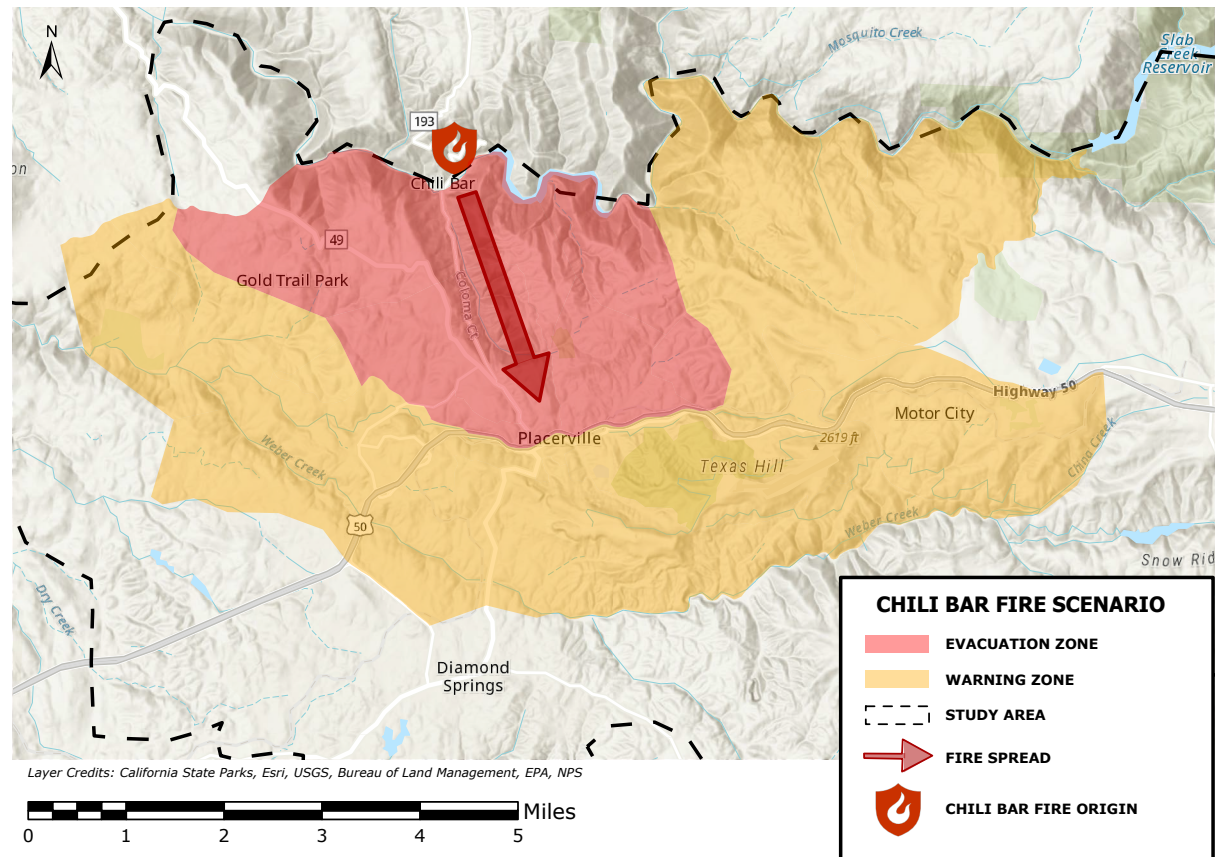 N
Mosquito Creek
Slab
Creek
Reservoir
193
on
Chili Bar
49
Gold Trail Park
Coloma Ct
Highway 50
Motor City
Placerville
2619 ft
Texas Hill
Weber Creek
China Creek
50
Weber Creek
Snow Rid
Dry Creek
Diamond
Springs
CHILI BAR FIRE SCENARIO
EVACUATION ZONE
WARNING ZONE
STUDY AREA
FIRE SPREAD
CHILI BAR FIRE ORIGIN
Layer Credits: California State Parks, Esri, USGS, Bureau of Land Management, EPA, NPS
Miles
0 1 2 3 4 5